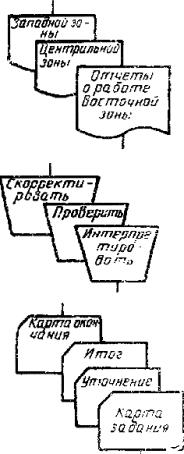 Западной зо-
ны
Центральной
зоны
Отчеты
о работе
Восточной
зоны
Скорректи-
ровать
Проверить
Интерпре
тиро-
вать
Карта окон-
чания
Итог
Уточнение
Карта
задания